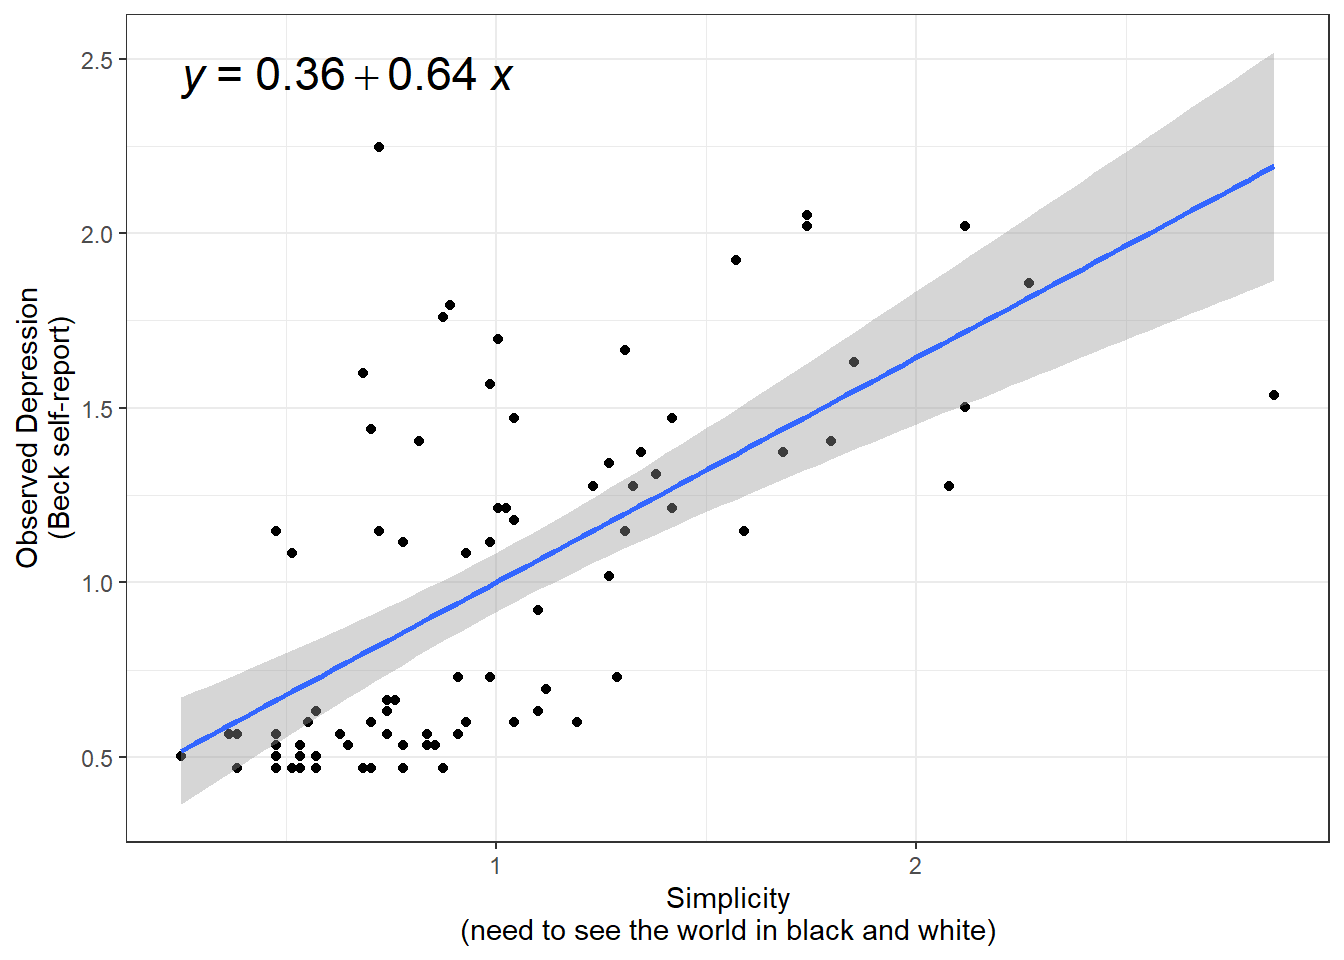 y = 0.36 + 0.64 x
2.5
2.0
1.5
1.0
0.5
1
2
Observed Depression
(Beck self-report)
Simplicity
(need to see the world in black and white)